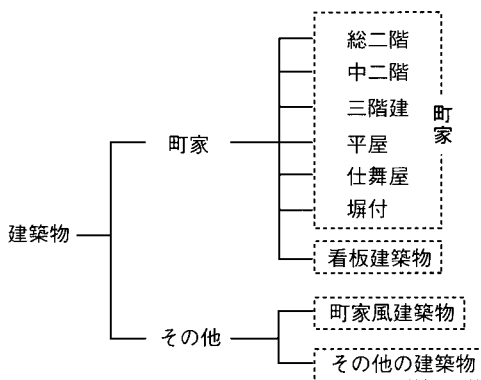 建築物
町家
総二階
中二階
三階建
平屋
仕舞屋
塀付
町家
看板建築物
その他
町家風建築物
その他の建築物